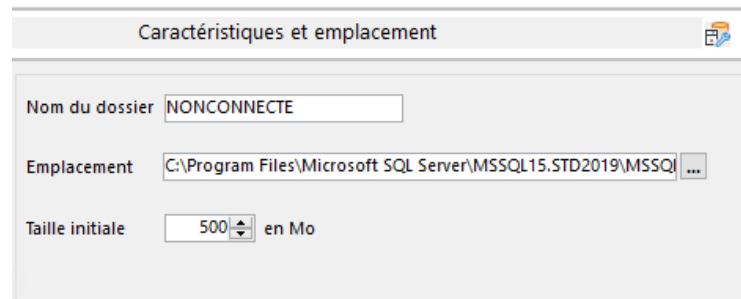 Caractéristiques et emplacement
Nom du dossier NONCONNECTE
Emplacement C:\Program Files\Microsoft SQL Server\MSSQL15.STD2019\MSSQl ...
Taille initiale 500 en Mo